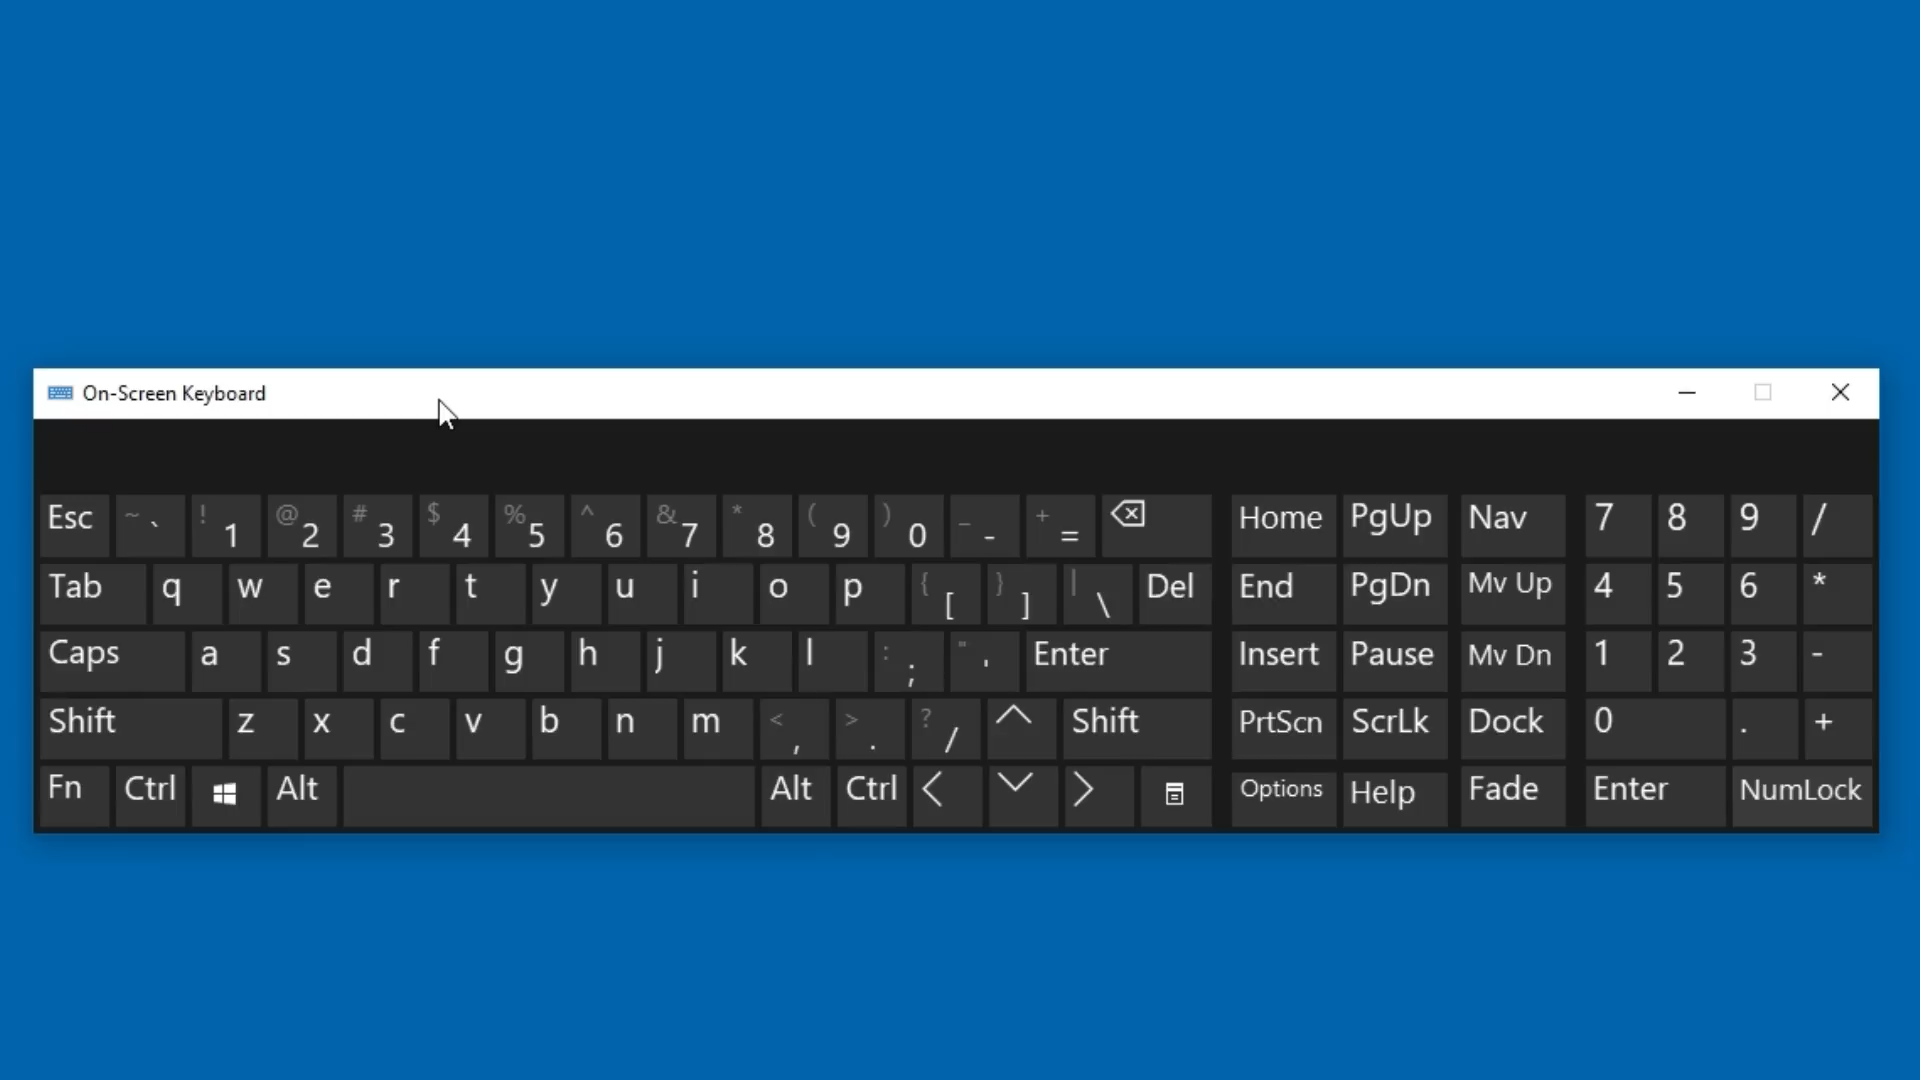 On-Screen Keyboard
Esc ~ ` ! 1 @ 2 # 3 $ 4 % 5 ^ 6 & 7 * 8 ( 9 ) 0 _ - + = Home PgUp Nav 7 8 9 /
Tab q w e r t y u i o p { [ } ] | \ Del End PgDn Mv Up 4 5 6 *
Caps a s d f g h j k l : ; " ' Enter Insert Pause Mv Dn 1 2 3 -
Shift z x c v b n m < , > . ? / Shift PrtScn ScrLk Dock 0 . +
Fn Ctrl Alt Alt Ctrl Options Help Fade Enter NumLock